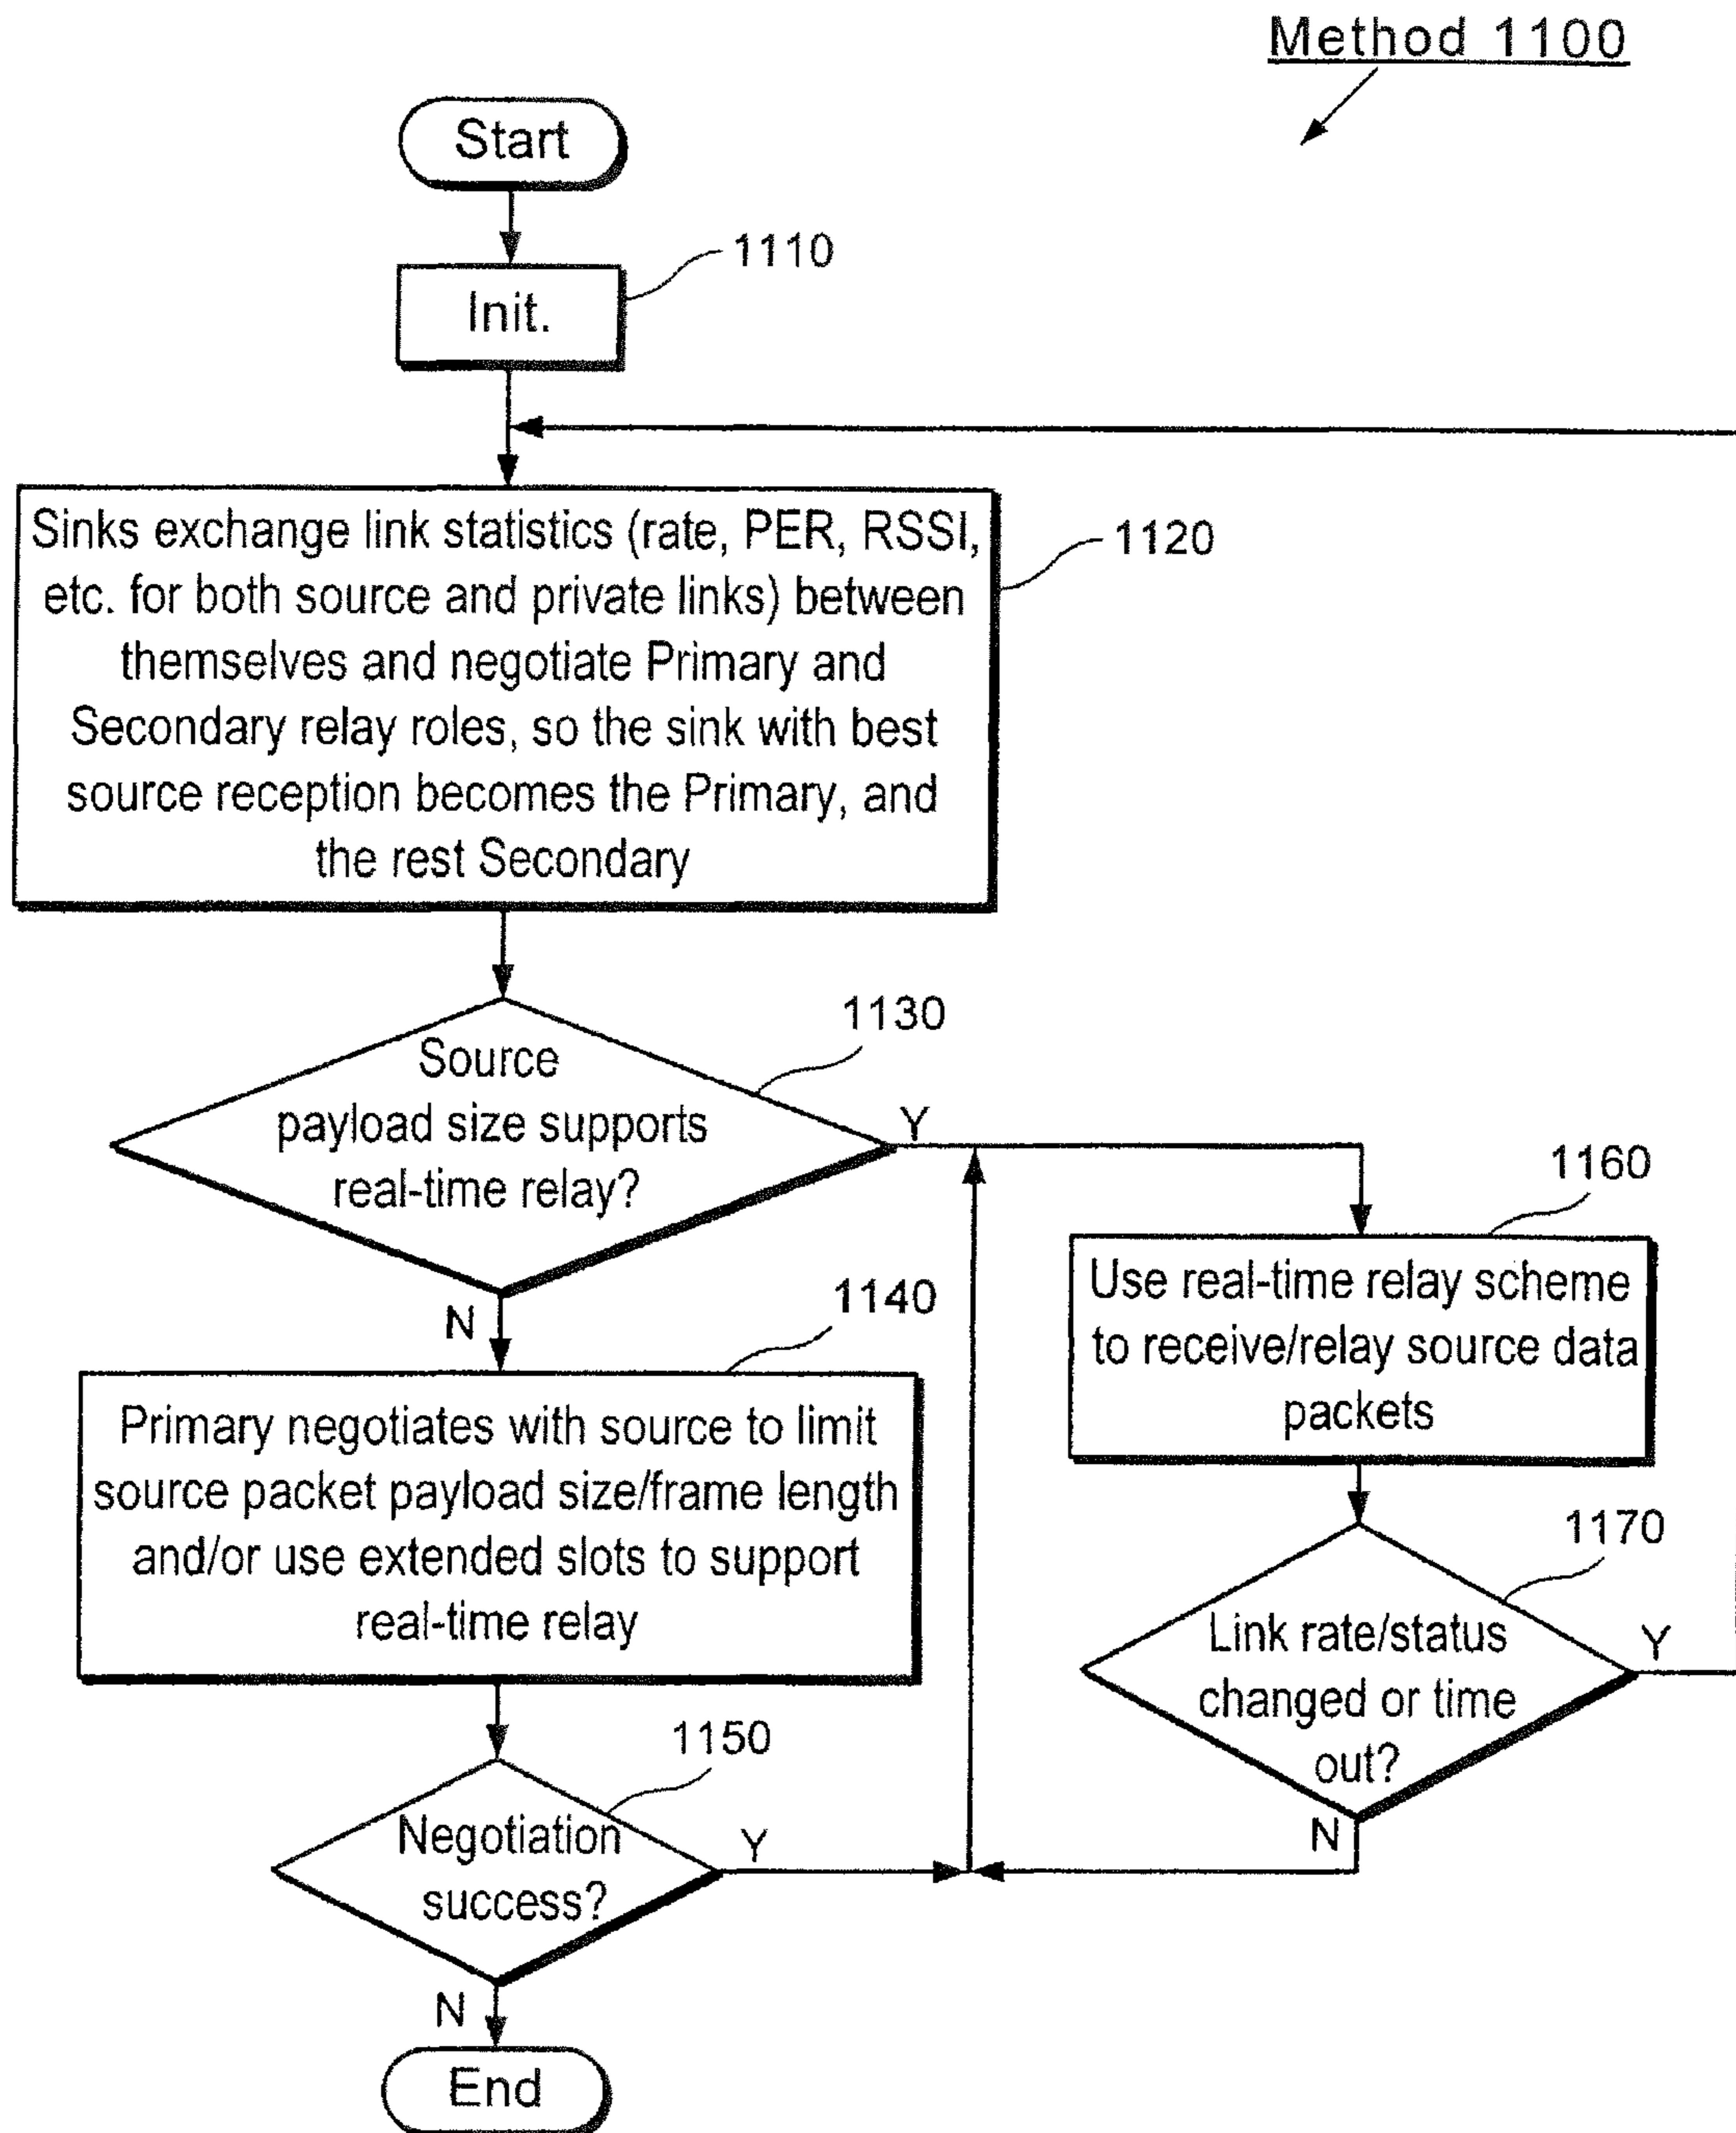 Method 1100
Start
1110
Init.
Sinks exchange link statistics (rate, PER, RSSI,
etc. for both source and private links) between
themselves and negotiate Primary and
Secondary relay roles, so the sink with best
source reception becomes the Primary, and
the rest Secondary
1120
1130
Source
payload size supports
real-time relay?
Y
N
1140
Primary negotiates with source to limit
source packet payload size/frame length
and/or use extended slots to support
real-time relay
1150
Negotiation
success?
Y
N
End
1160
Use real-time relay scheme
to receive/relay source data
packets
1170
Link rate/status
changed or time
out?
Y
N